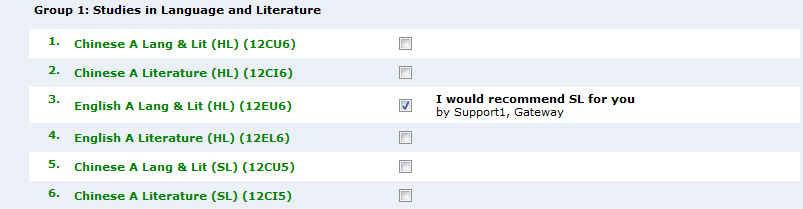 Group 1: Studies in Language and Literature
1. Chinese A Lang & Lit (HL) (12CU6)
2. Chinese A Literature (HL) (12CI6)
3. English A Lang & Lit (HL) (12EU6) I would recommend SL for you
by Support1, Gateway
4. English A Literature (HL) (12EL6)
5. Chinese A Lang & Lit (SL) (12CU5)
6. Chinese A Literature (SL) (12CI5)